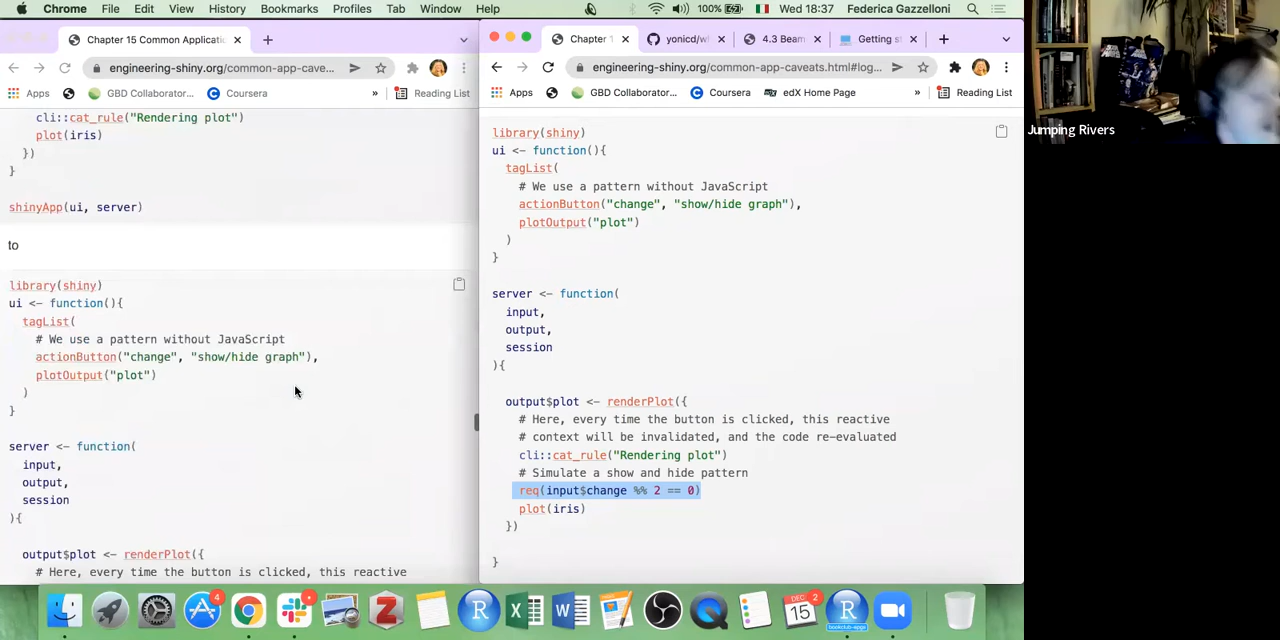 Chrome File Edit View History Bookmarks Profiles Tab Window Help 100% Wed 18:37 Federica Gazzelloni
Chapter 15 Common Applicatio
engineering-shiny.org/common-app-cave...
Apps GBD Collaborator... Coursera » Reading List
cli::cat_rule("Rendering plot")
plot(iris)
})
}
shinyApp(ui, server)
to
library(shiny)
ui <- function(){
tagList(
# We use a pattern without JavaScript
actionButton("change", "show/hide graph"),
plotOutput("plot")
)
}
server <- function(
input,
output,
session
){
output$plot <- renderPlot({
# Here, every time the button is clicked, this reactive
Chapter 1 yonicd/w 4.3 Beam Getting s
engineering-shiny.org/common-app-caveats.html#log...
Apps GBD Collaborator... Coursera edX Home Page » Reading List
library(shiny)
ui <- function(){
tagList(
# We use a pattern without JavaScript
actionButton("change", "show/hide graph"),
plotOutput("plot")
)
}
server <- function(
input,
output,
session
){
output$plot <- renderPlot({
# Here, every time the button is clicked, this reactive
# context will be invalidated, and the code re-evaluated
cli::cat_rule("Rendering plot")
# Simulate a show and hide pattern
req(input$change %% 2 == 0)
plot(iris)
})
}
Jumping Rivers
4
DEC
15
2
bookclub-apps